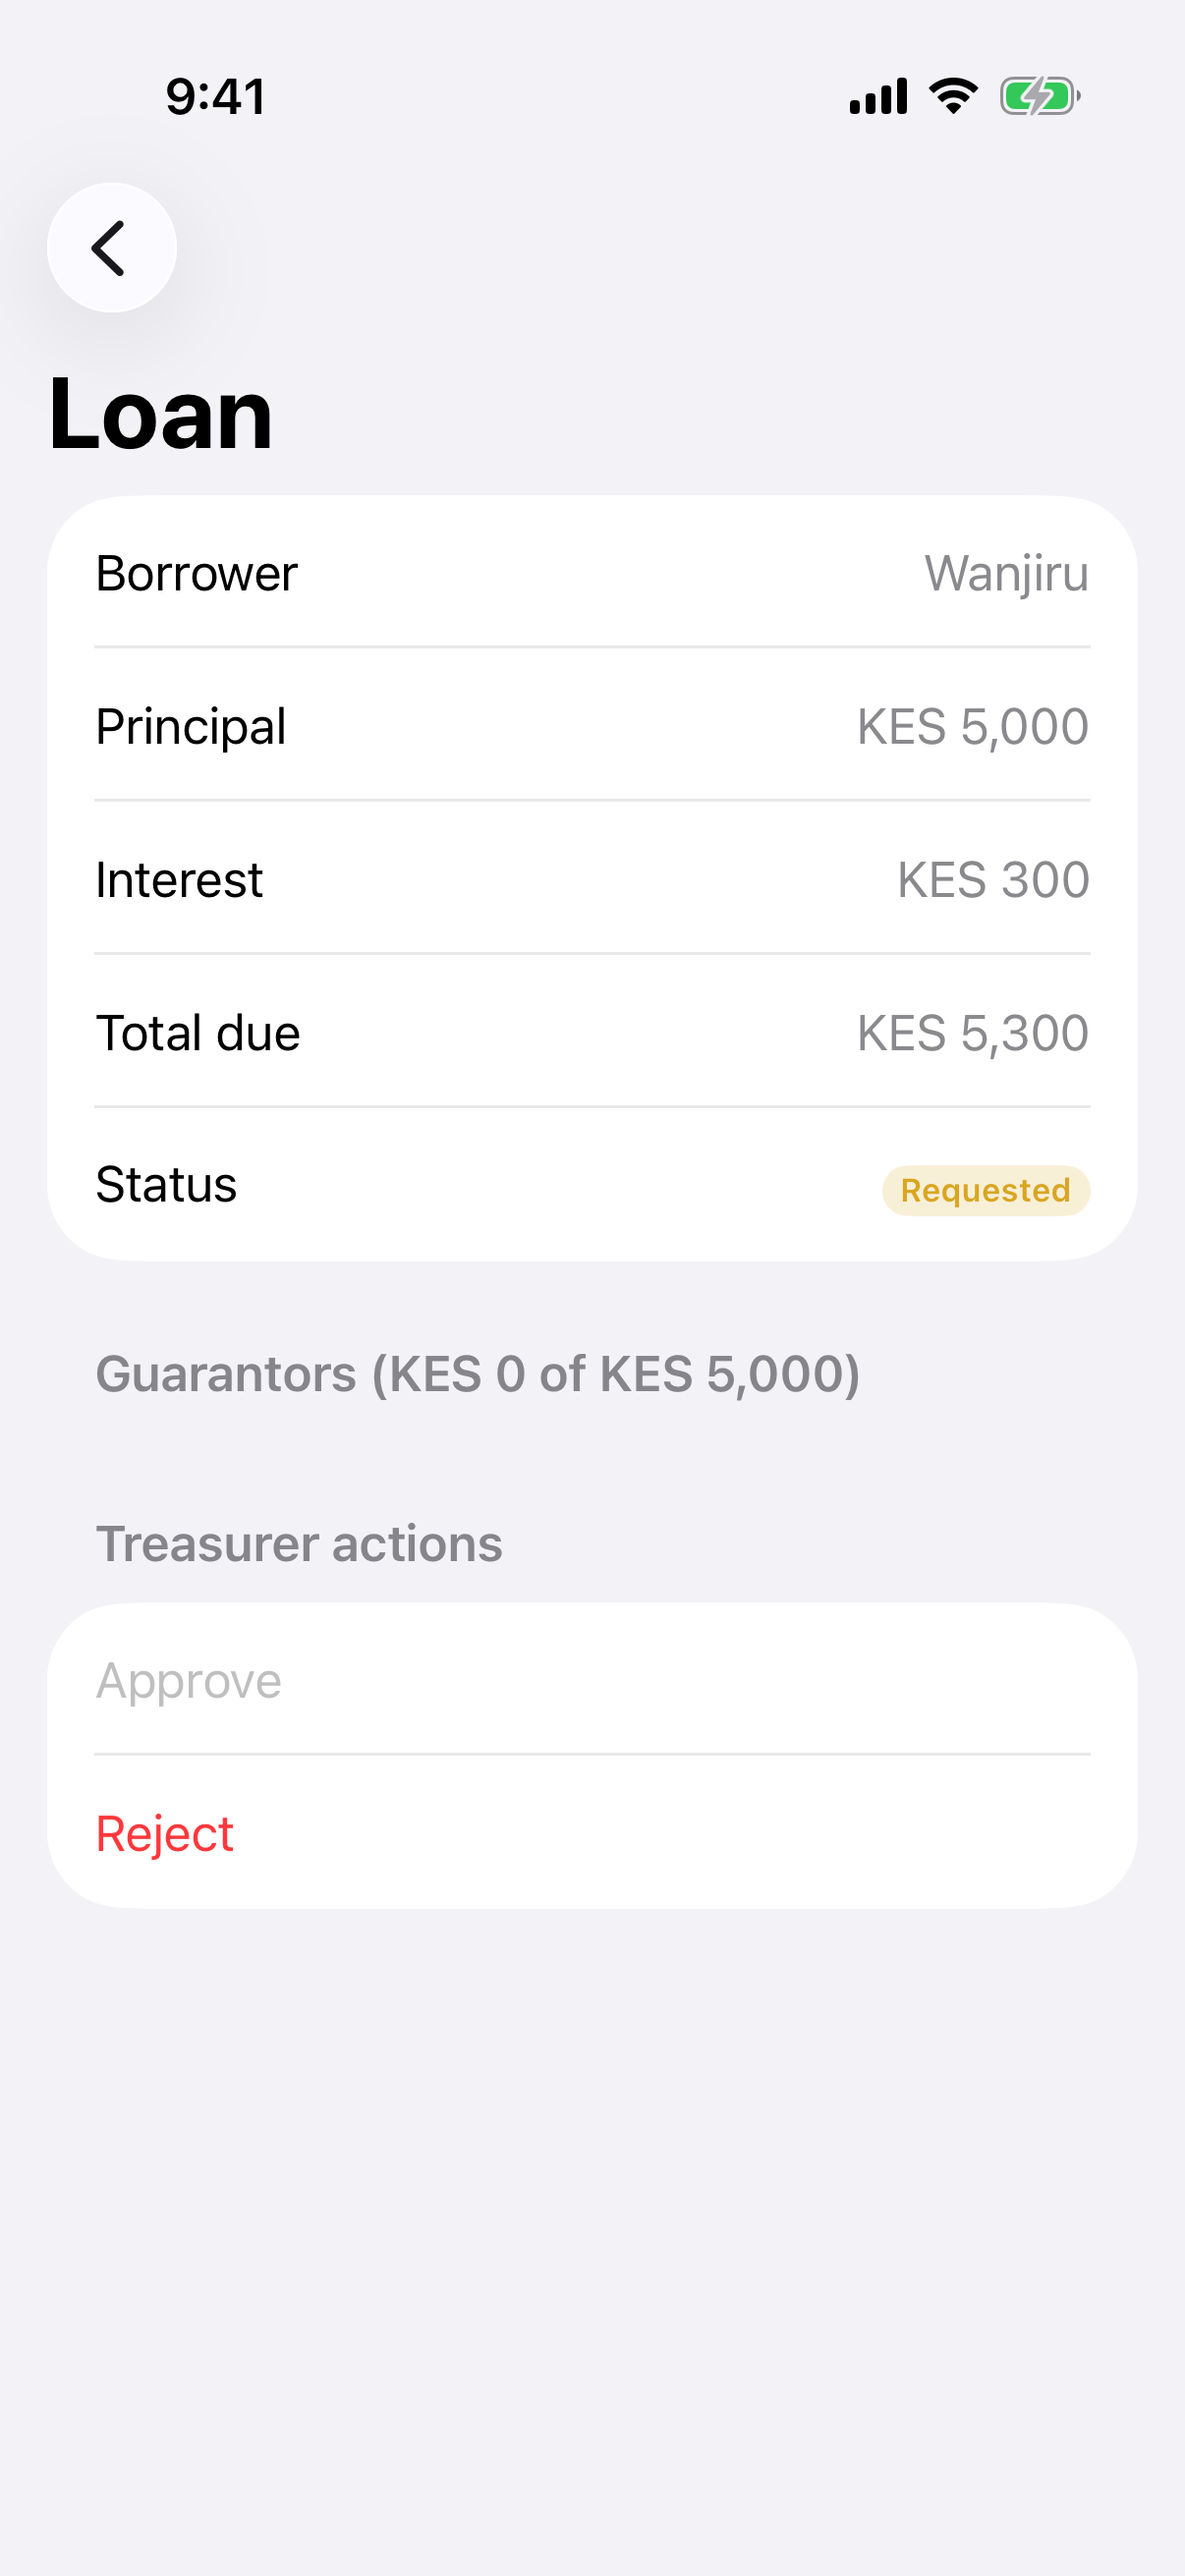 9:41
Loan
Borrower Wanjiru
Principal KES 5,000
Interest KES 300
Total due KES 5,300
Status Requested
Guarantors (KES 0 of KES 5,000)
Treasurer actions
Approve
Reject